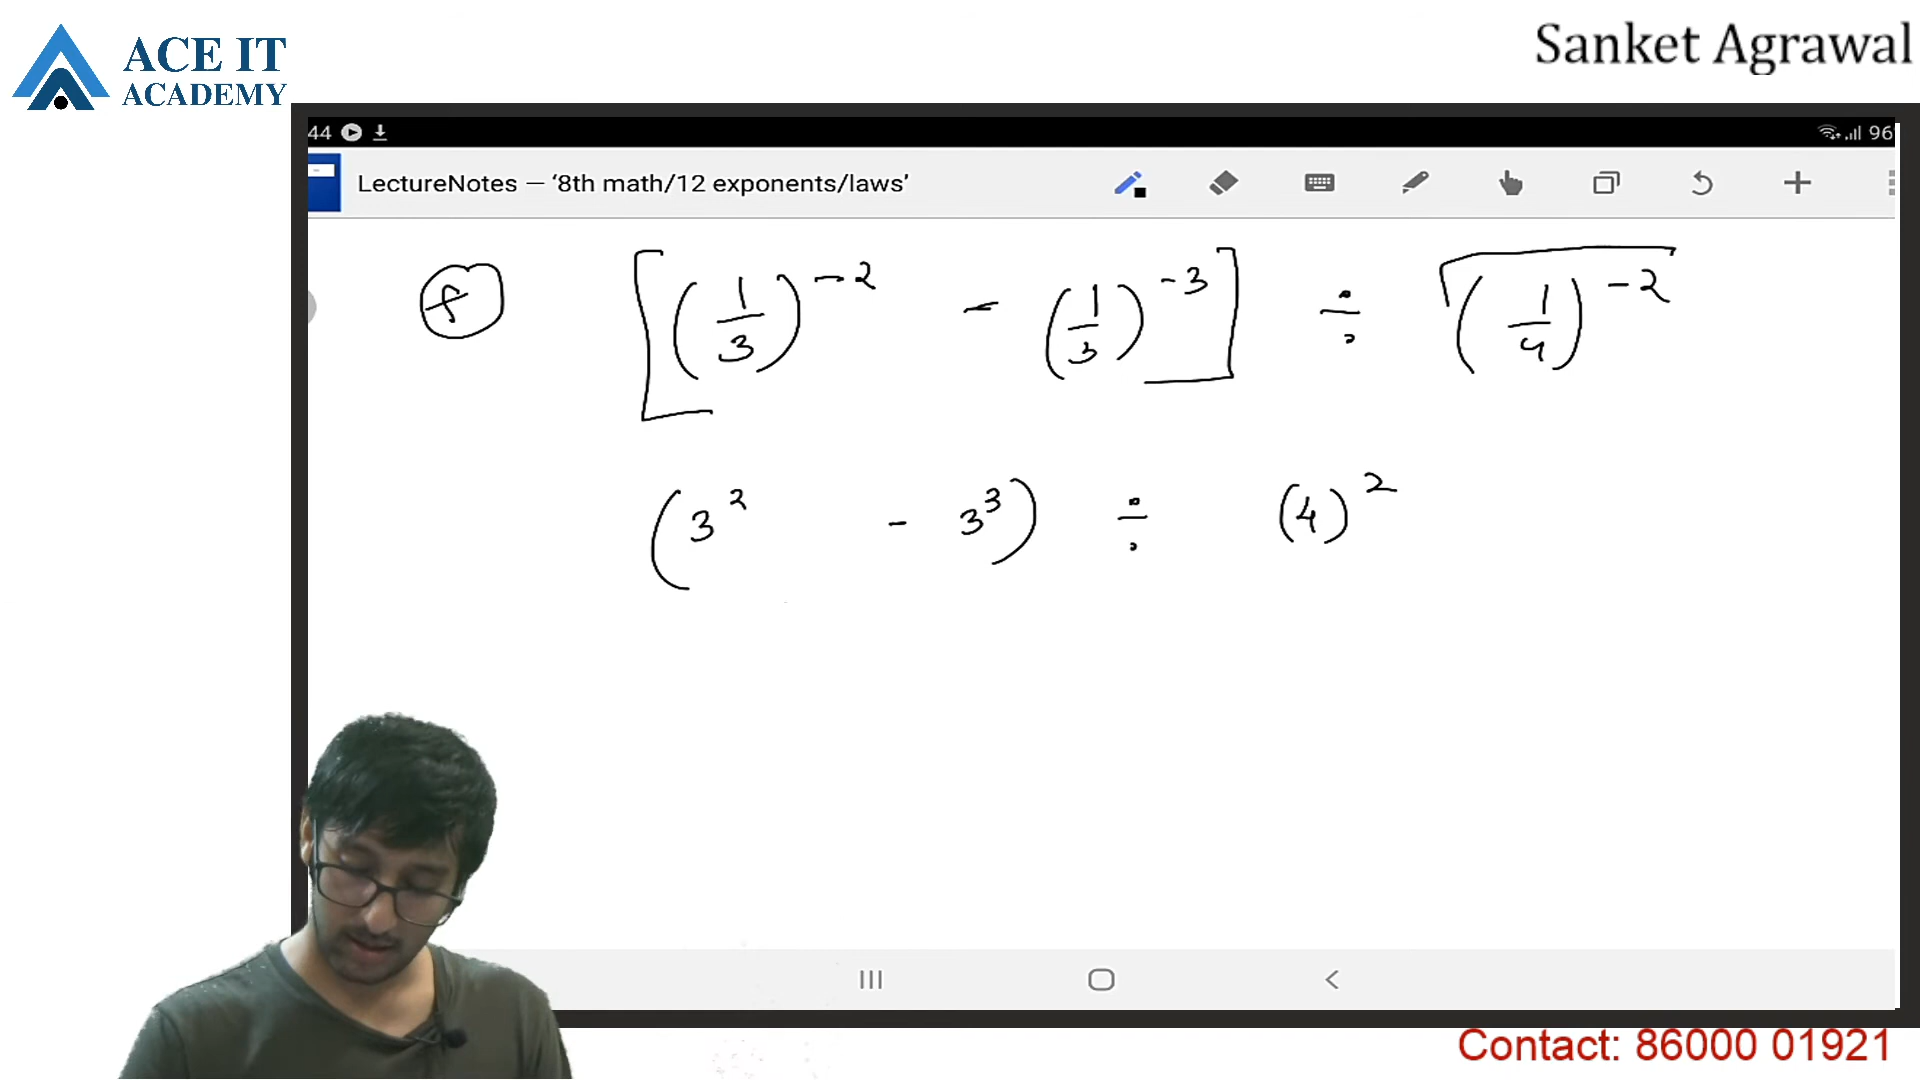 ACE IT
ACADEMY
Sanket Agrawal
44 96
LectureNotes — ‘8th math/12 exponents/laws’
(f) [(1/3)^-2 - (1/3)^-3] ÷ (1/4)^-2
(3^2 - 3^3) ÷ (4)^2
Contact: 86000 01921